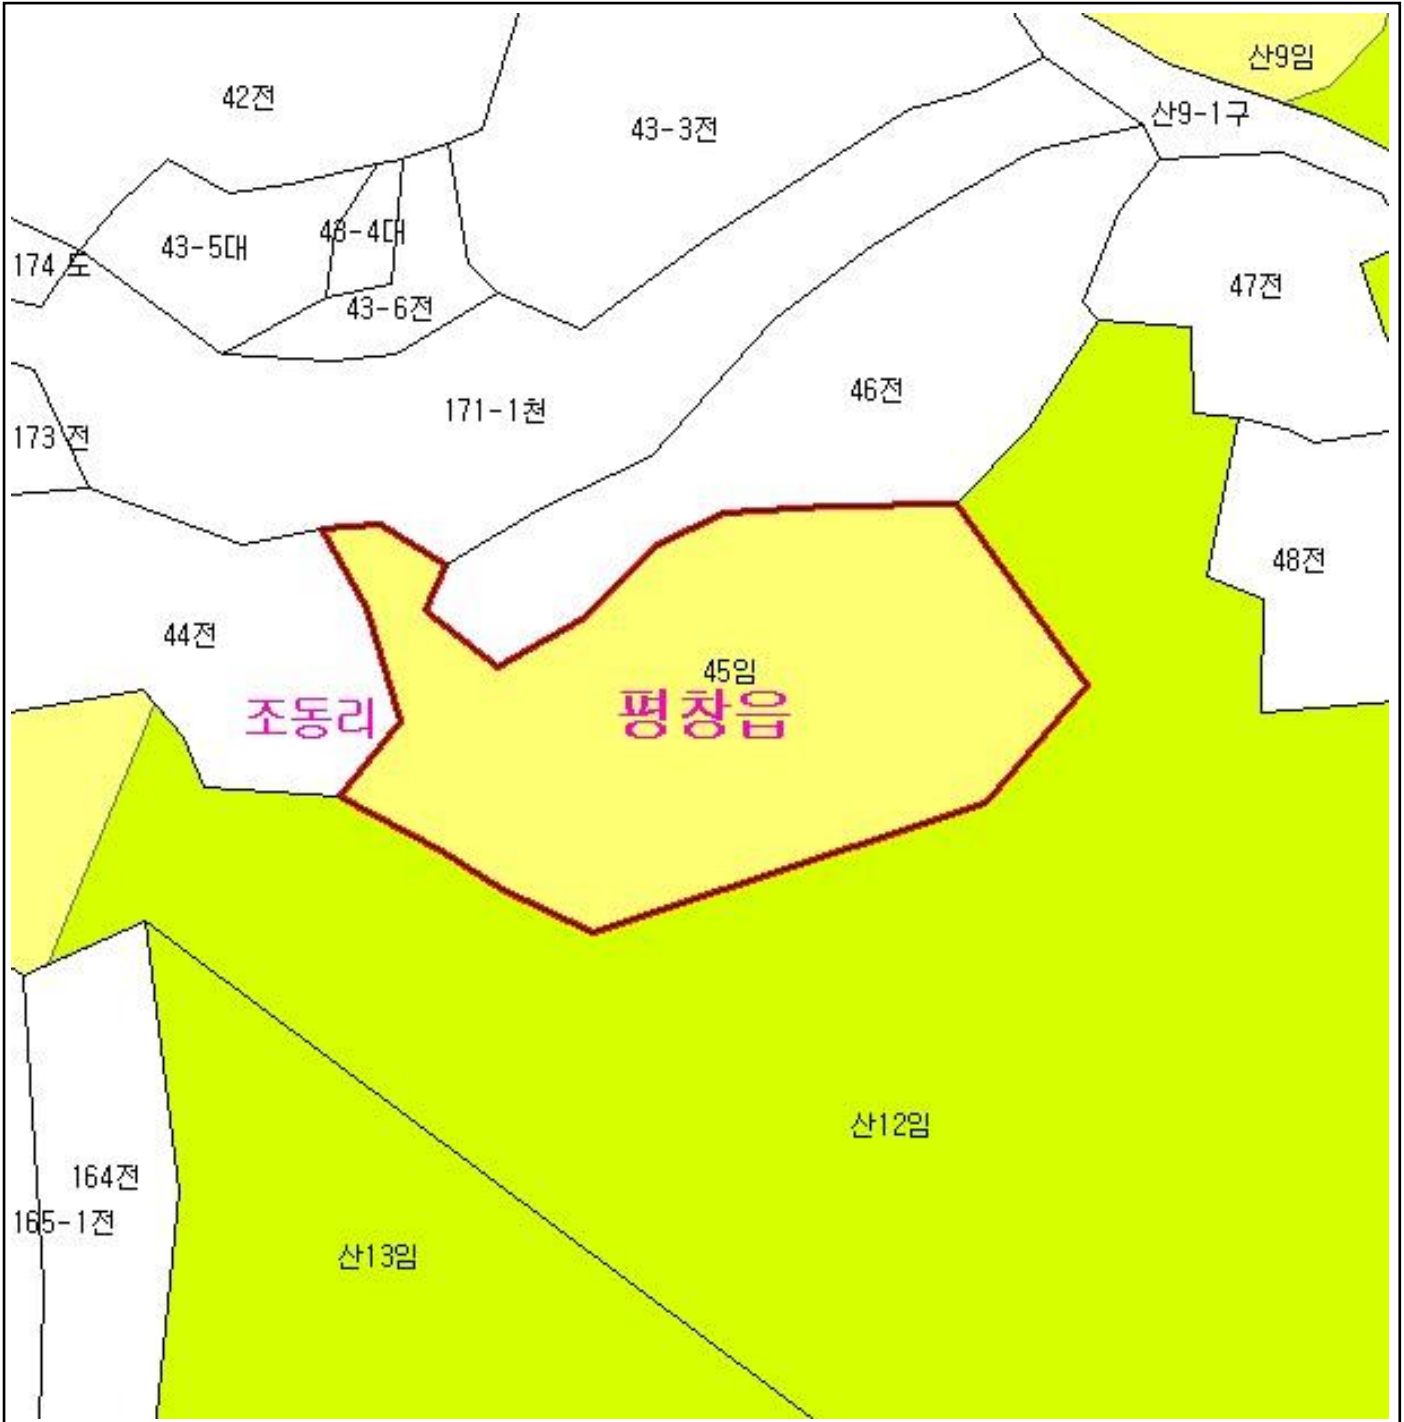 산9임
42전
산9-1구
43-3전
43-4대
43-5대
174 도
47전
43-6전
46전
171-1천
173 전
48전
44전
45임
조동리
평창읍
산12임
164전
165-1전
산13임